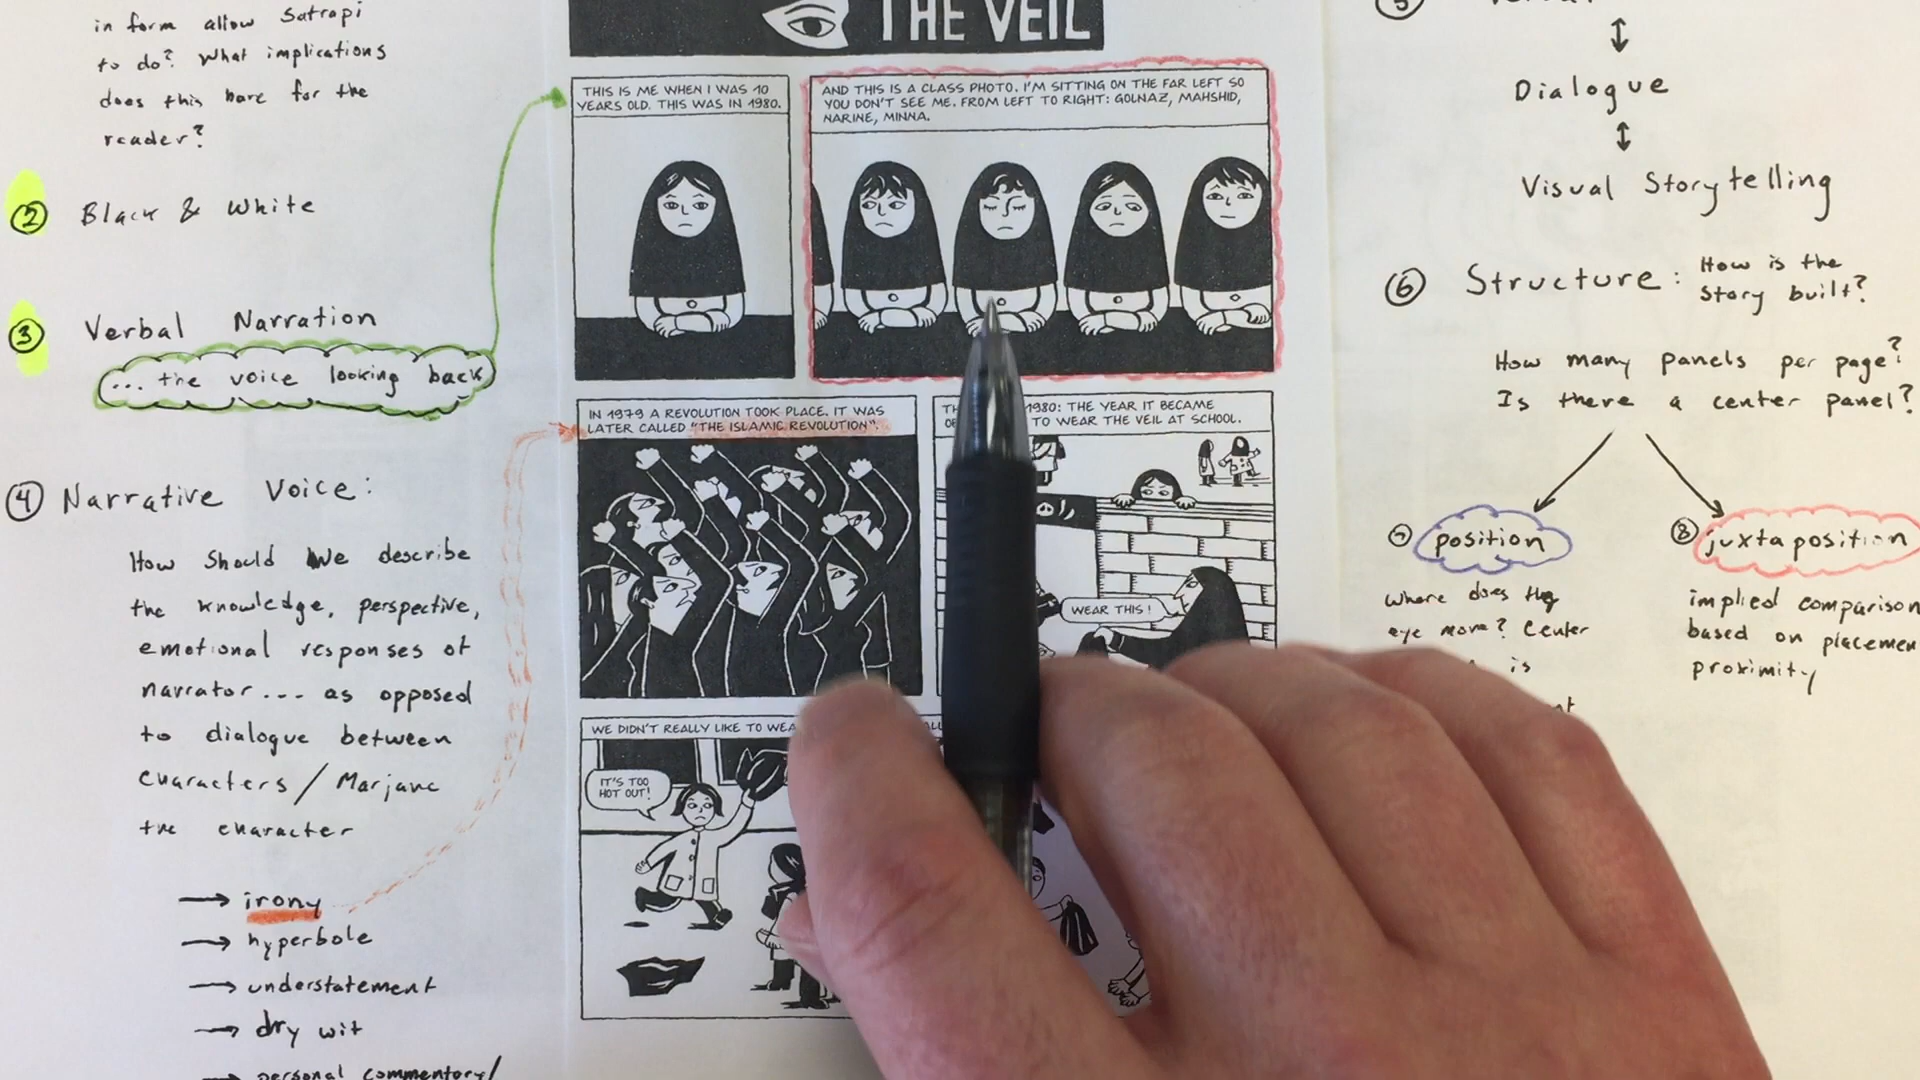 in form allow Satrapi
to do? What implications
does this have for the
reader?
② Black & White
③ Verbal Narration
... the voice looking back
④ Narrative Voice:
How should we describe
the knowledge, perspective,
emotional responses of
narrator... as opposed
to dialogue between
characters / Marjane
the character
→ irony
→ hyperbole
→ understatement
→ dry wit
→ personal commentary/
THE VEIL
THIS IS ME WHEN I WAS 10
YEARS OLD. THIS WAS IN 1980.
AND THIS IS A CLASS PHOTO. I'M SITTING ON THE FAR LEFT SO
YOU DON'T SEE ME. FROM LEFT TO RIGHT: GOLNAZ, MAHSHID,
NARINE, MINNA.
IN 1979 A REVOLUTION TOOK PLACE. IT WAS
LATER CALLED "THE ISLAMIC REVOLUTION".
1980: THE YEAR IT BECAME
TO WEAR THE VEIL AT SCHOOL.
WEAR THIS!
WE DIDN'T REALLY LIKE TO
IT'S TOO
HOT OUT!
Dialogue
Visual Storytelling
⑥ Structure: How is the
story built?
How many panels per page?
Is there a center panel?
⑦ position
where does the
eye move? Center
is
⑧ juxtaposition
implied comparison
based on
proximity